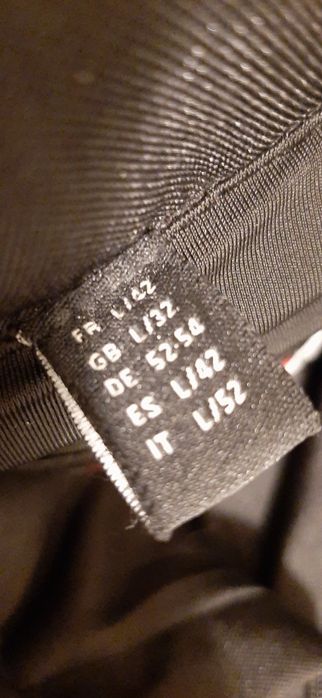 FR L/42
GB L/32
DE 52-54
ES L/42
IT L/52